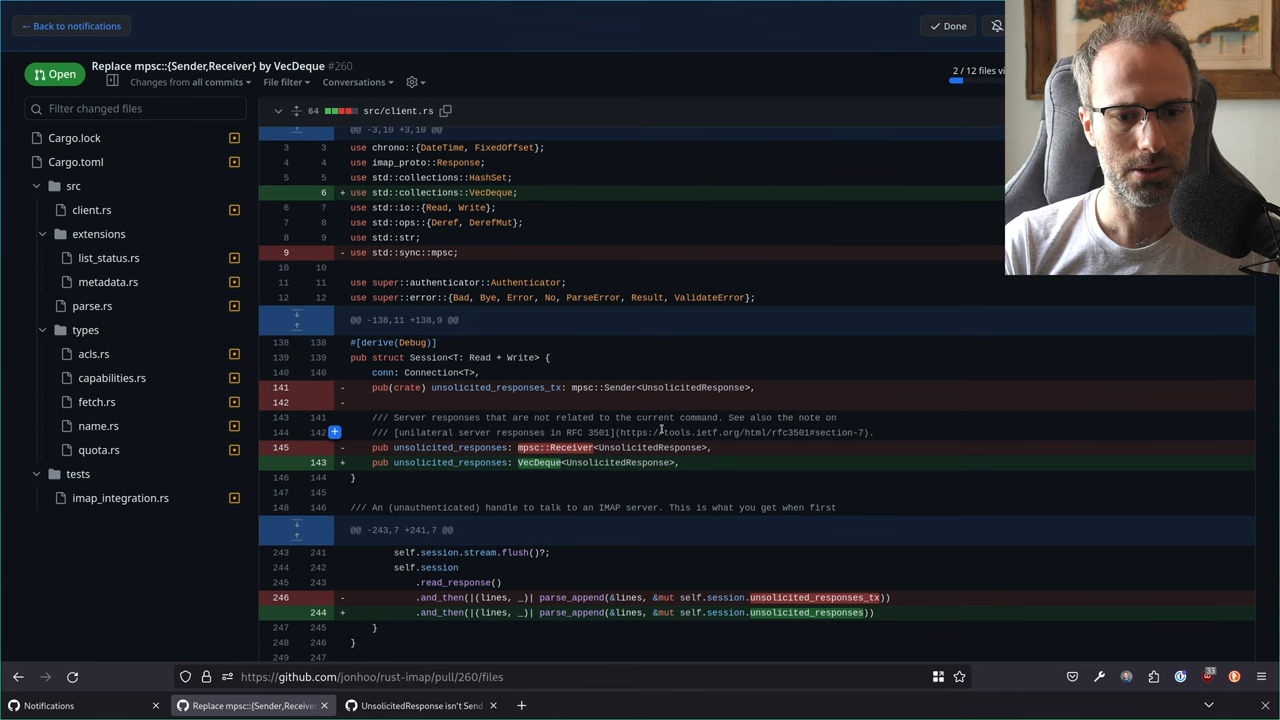 ← Back to notifications
Done
Open
Replace mpsc::{Sender,Receiver} by VecDeque #260
Changes from all commits
File filter
Conversations
2 / 12 files vi
Filter changed files
64 src/client.rs
Cargo.lock
Cargo.toml
src
client.rs
extensions
list_status.rs
metadata.rs
parse.rs
types
acls.rs
capabilities.rs
fetch.rs
name.rs
quota.rs
tests
imap_integration.rs
@@ -3,10 +3,10 @@
3 3 use chrono::{DateTime, FixedOffset};
4 4 use imap_proto::Response;
5 5 use std::collections::HashSet;
6 + use std::collections::VecDeque;
6 7 use std::io::{Read, Write};
7 8 use std::ops::{Deref, DerefMut};
8 9 use std::str;
9 - use std::sync::mpsc;
10 10
11 11 use super::authenticator::Authenticator;
12 12 use super::error::{Bad, Bye, Error, No, ParseError, Result, ValidateError};
@@ -138,11 +138,9 @@
138 138 #[derive(Debug)]
139 139 pub struct Session<T: Read + Write> {
140 140 conn: Connection<T>,
141 - pub(crate) unsolicited_responses_tx: mpsc::Sender<UnsolicitedResponse>,
142 -
143 141 /// Server responses that are not related to the current command. See also the note on
144 142 + /// [unilateral server responses in RFC 3501](https://tools.ietf.org/html/rfc3501#section-7).
145 - pub unsolicited_responses: mpsc::Receiver<UnsolicitedResponse>,
143 + pub unsolicited_responses: VecDeque<UnsolicitedResponse>,
146 144 }
147 145
148 146 /// An (unauthenticated) handle to talk to an IMAP server. This is what you get when first
@@ -243,7 +241,7 @@
243 241 self.session.stream.flush()?;
244 242 self.session
245 243 .read_response()
246 - .and_then(|(lines, _)| parse_append(&lines, &mut self.session.unsolicited_responses_tx))
244 + .and_then(|(lines, _)| parse_append(&lines, &mut self.session.unsolicited_responses))
247 245 }
248 246 }
249 247
https://github.com/jonhoo/rust-imap/pull/260/files
33
Notifications
Replace mpsc::{Sender,Receiver
UnsolicitedResponse isn't Send